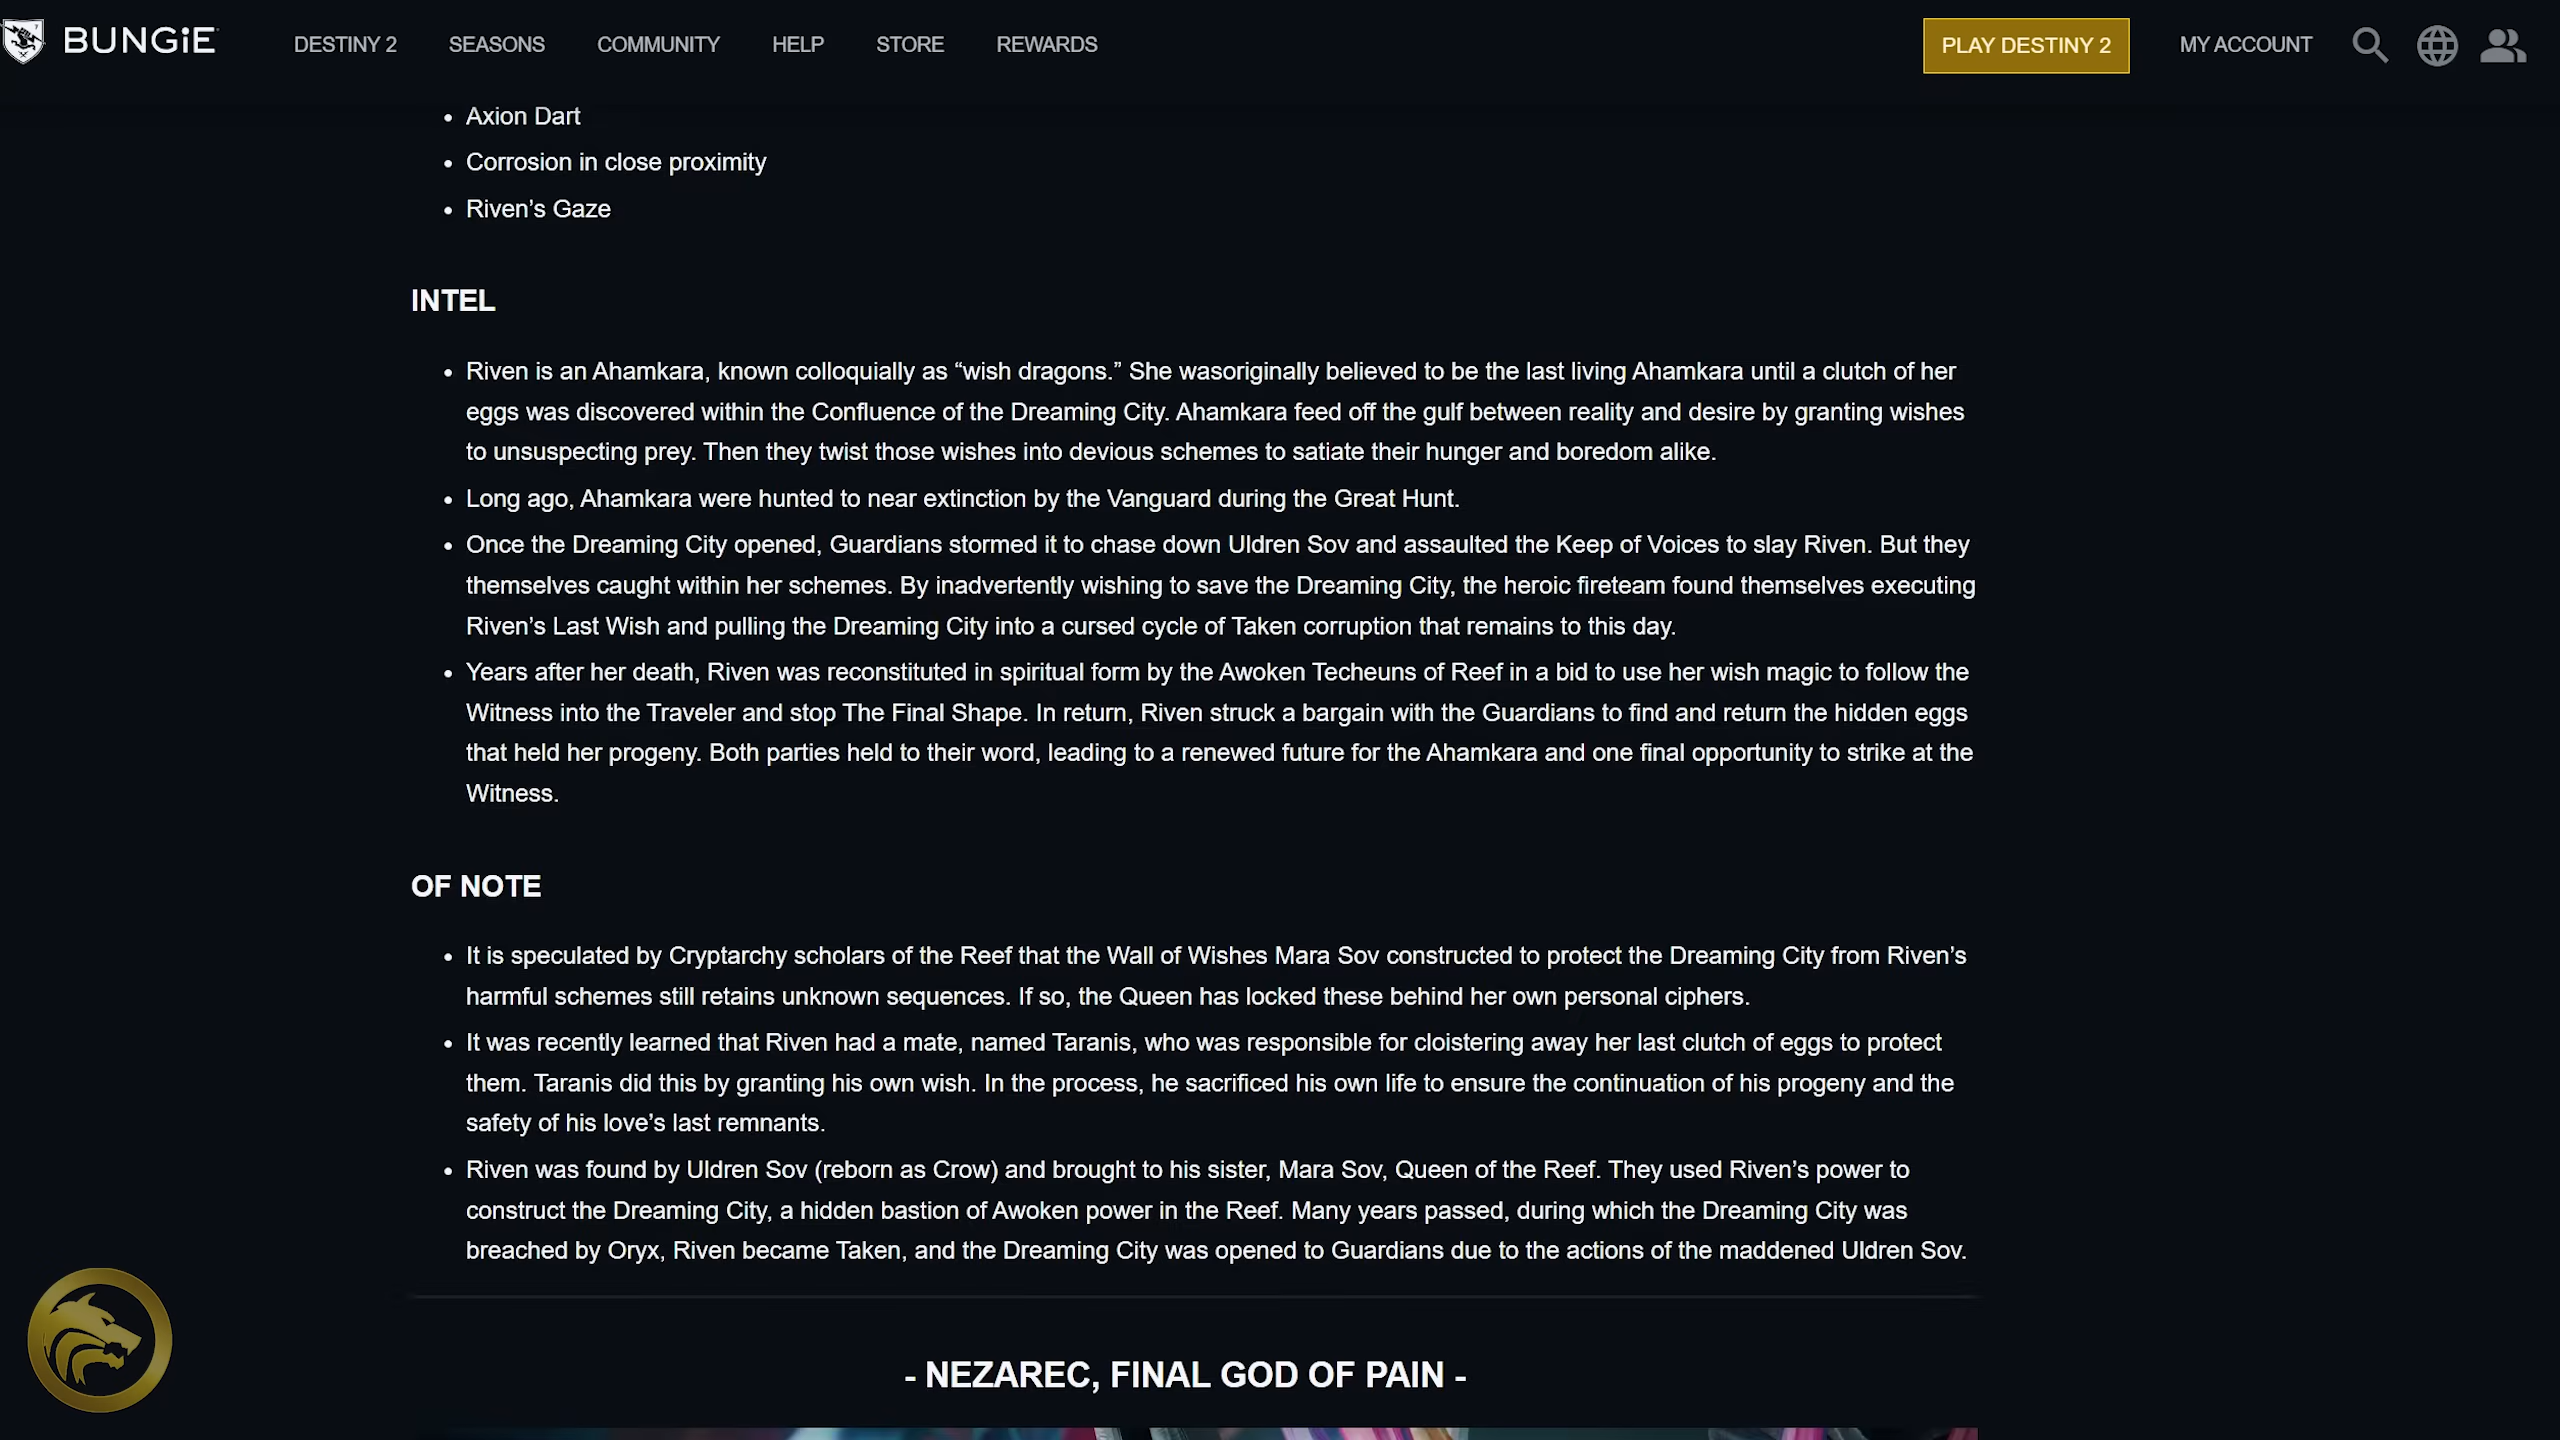 BUNGiE DESTINY 2 SEASONS COMMUNITY HELP STORE REWARDS PLAY DESTINY 2 MY ACCOUNT
• Axion Dart
• Corrosion in close proximity
• Riven’s Gaze
INTEL
• Riven is an Ahamkara, known colloquially as “wish dragons.” She wasoriginally believed to be the last living Ahamkara until a clutch of her
eggs was discovered within the Confluence of the Dreaming City. Ahamkara feed off the gulf between reality and desire by granting wishes
to unsuspecting prey. Then they twist those wishes into devious schemes to satiate their hunger and boredom alike.
• Long ago, Ahamkara were hunted to near extinction by the Vanguard during the Great Hunt.
• Once the Dreaming City opened, Guardians stormed it to chase down Uldren Sov and assaulted the Keep of Voices to slay Riven. But they
themselves caught within her schemes. By inadvertently wishing to save the Dreaming City, the heroic fireteam found themselves executing
Riven’s Last Wish and pulling the Dreaming City into a cursed cycle of Taken corruption that remains to this day.
• Years after her death, Riven was reconstituted in spiritual form by the Awoken Techeuns of Reef in a bid to use her wish magic to follow the
Witness into the Traveler and stop The Final Shape. In return, Riven struck a bargain with the Guardians to find and return the hidden eggs
that held her progeny. Both parties held to their word, leading to a renewed future for the Ahamkara and one final opportunity to strike at the
Witness.
OF NOTE
• It is speculated by Cryptarchy scholars of the Reef that the Wall of Wishes Mara Sov constructed to protect the Dreaming City from Riven’s
harmful schemes still retains unknown sequences. If so, the Queen has locked these behind her own personal ciphers.
• It was recently learned that Riven had a mate, named Taranis, who was responsible for cloistering away her last clutch of eggs to protect
them. Taranis did this by granting his own wish. In the process, he sacrificed his own life to ensure the continuation of his progeny and the
safety of his love’s last remnants.
• Riven was found by Uldren Sov (reborn as Crow) and brought to his sister, Mara Sov, Queen of the Reef. They used Riven’s power to
construct the Dreaming City, a hidden bastion of Awoken power in the Reef. Many years passed, during which the Dreaming City was
breached by Oryx, Riven became Taken, and the Dreaming City was opened to Guardians due to the actions of the maddened Uldren Sov.
- NEZAREC, FINAL GOD OF PAIN -